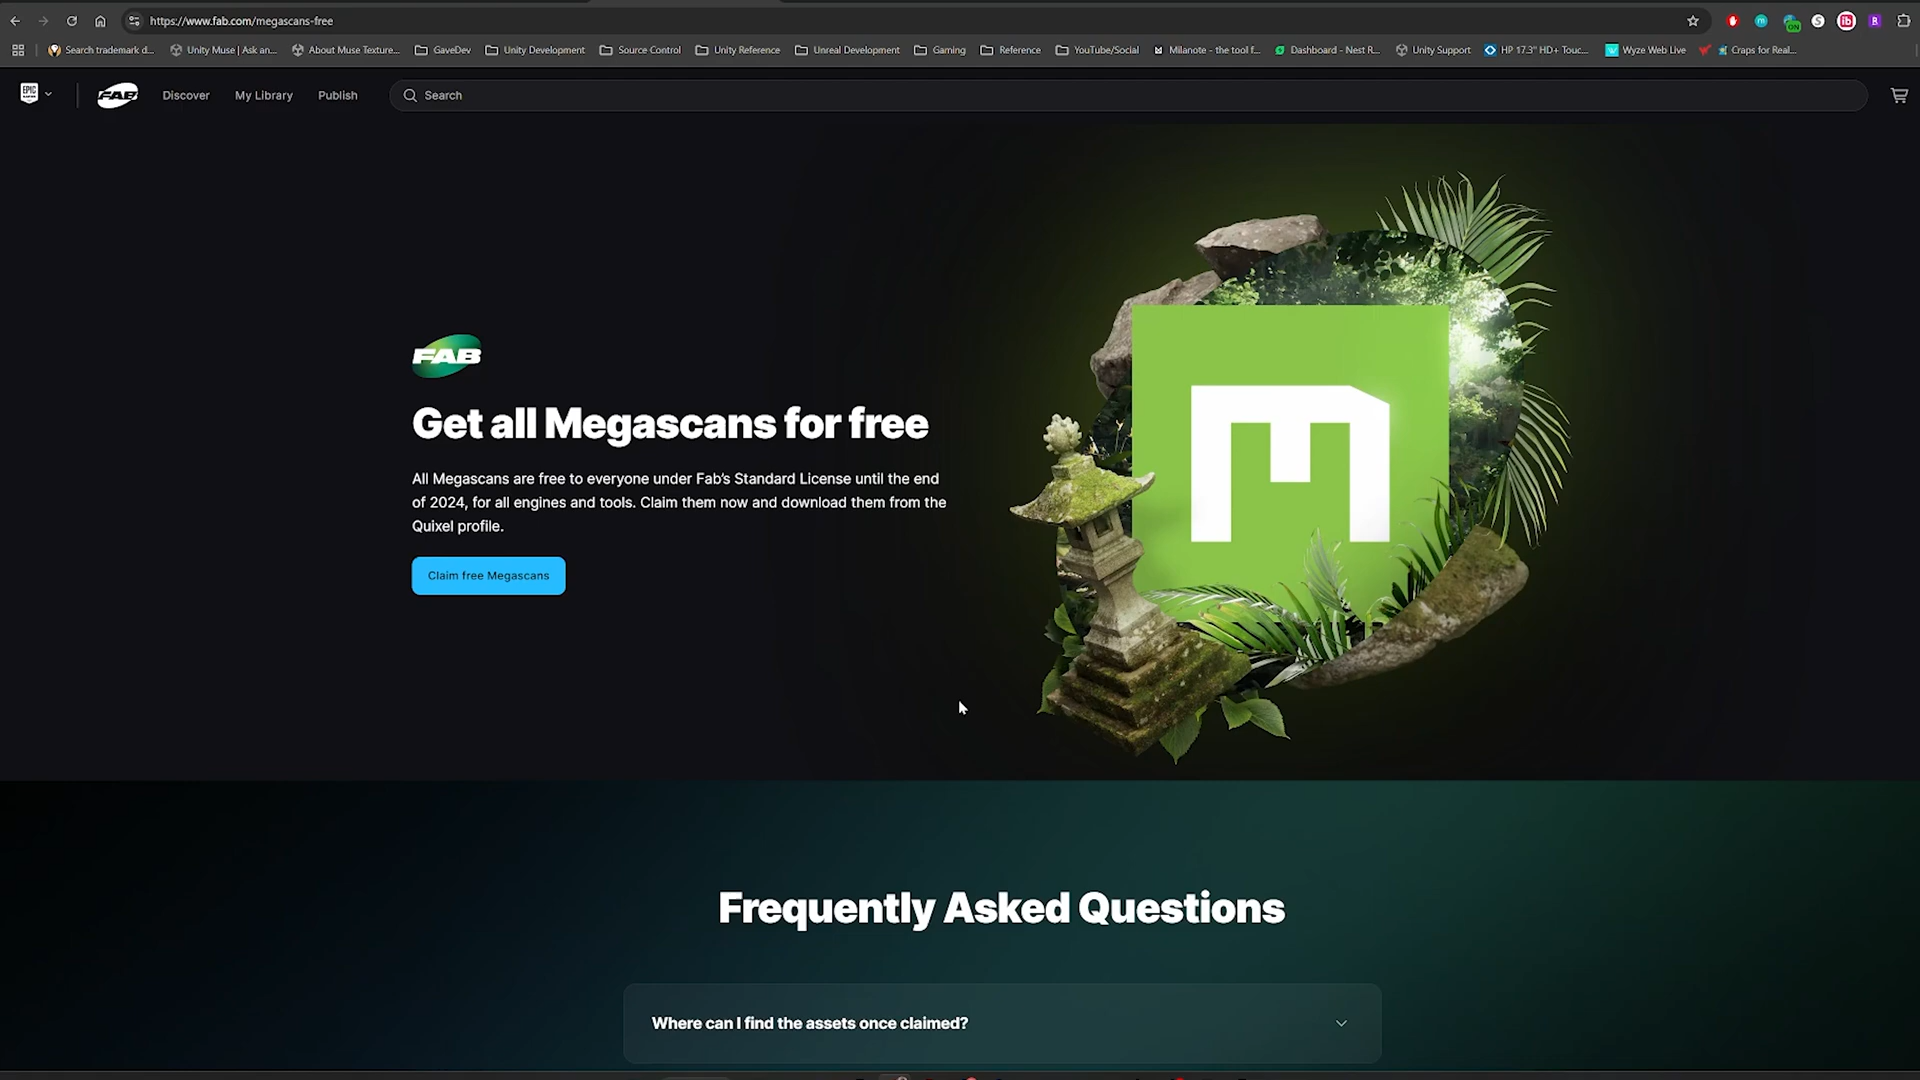 https://www.fab.com/megascans-free
Search trademark d...
Unity Muse | Ask an...
About Muse Texture...
GaveDev
Unity Development
Source Control
Unity Reference
Unreal Development
Gaming
Reference
YouTube/Social
Milanote - the tool f...
Dashboard - Nest R...
Unity Support
HP 17.3" HD+ Touc...
Wyze Web Live
Craps for Real...
EPIC
FAB
Discover
My Library
Publish
Search
FAB
Get all Megascans for free
All Megascans are free to everyone under Fab's Standard License until the end
of 2024, for all engines and tools. Claim them now and download them from the
Quixel profile.
Claim free Megascans
Frequently Asked Questions
Where can I find the assets once claimed?